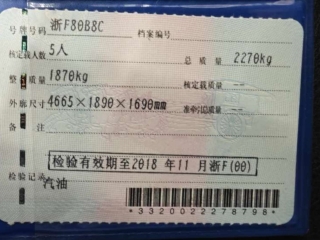 号牌号码 浙F80B8C 档案编号
核定载人数 5人 总质量 2270kg
整备质量 1870kg 核定载质量 --
外廓尺寸 4665×1890×1690mm 准牵引总质量 --
备注
检验有效期至2018 年 11 月浙F(00)
检验记录
汽油
*3320022278798*